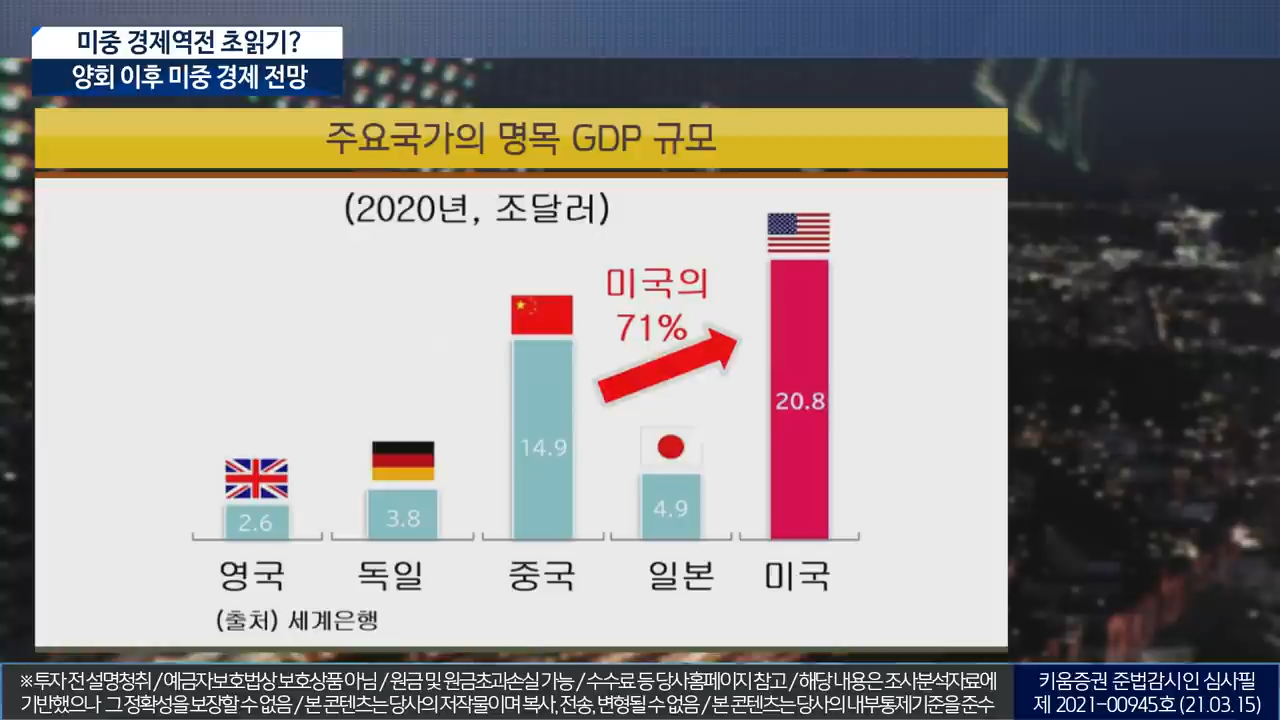 미중 경제역전 초읽기?
양회 이후 미중 경제 전망
주요국가의 명목 GDP 규모
(2020년, 조달러)
미국의
71%
20.8
14.9
4.9
3.8
2.6
영국 독일 중국 일본 미국
(출처) 세계은행
※ 투자 전 설명청취 / 예금자보호법상 보호상품 아님 / 원금 및 원금초과손실 가능 / 수수료 등 당사홈페이지 참고 / 해당 내용은 조사분석자료에
기반했으나 그 정확성을 보장할 수 없음 / 본 콘텐츠는 당사의 저작물이며 복사, 전송, 변형될 수 없음 / 본 콘텐츠는 당사의 내부통제기준을 준수
키움증권 준법감시인 심사필
제 2021-00945호 (21.03.15)